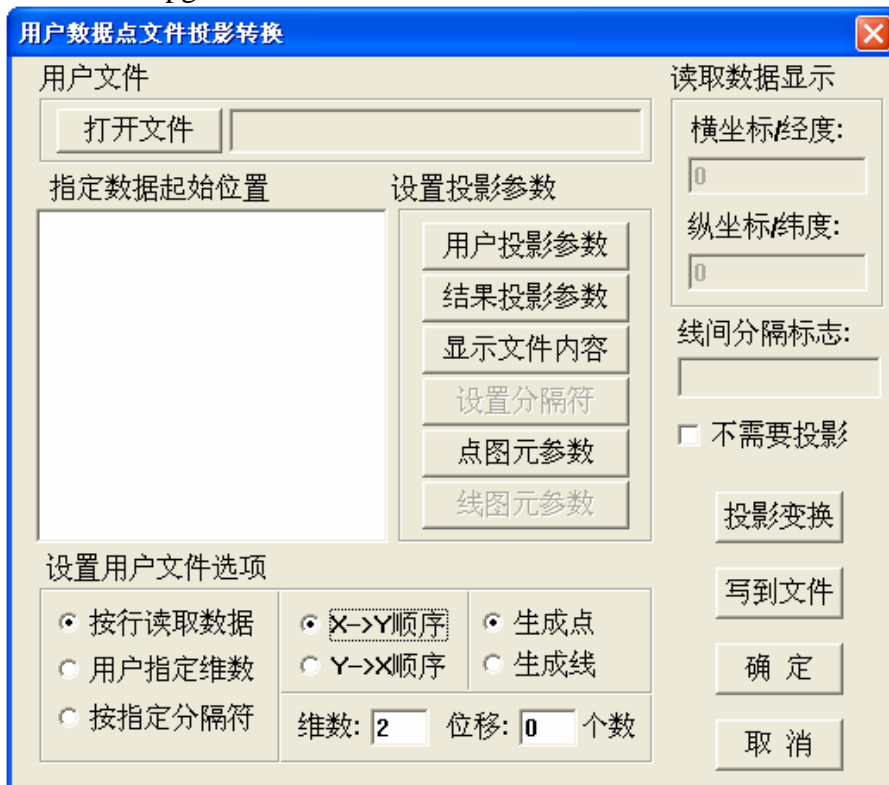 用户数据点文件投影转换
用户文件
打开文件
读取数据显示
横坐标/经度:
0
纵坐标/纬度:
0
指定数据起始位置
设置投影参数
用户投影参数
结果投影参数
显示文件内容
设置分隔符
点图元参数
线图元参数
线间分隔标志:
不需要投影
投影变换
写到文件
确 定
取 消
设置用户文件选项
按行读取数据
用户指定维数
按指定分隔符
X->Y顺序
Y->X顺序
生成点
生成线
维数: 2 位移: 0 个数